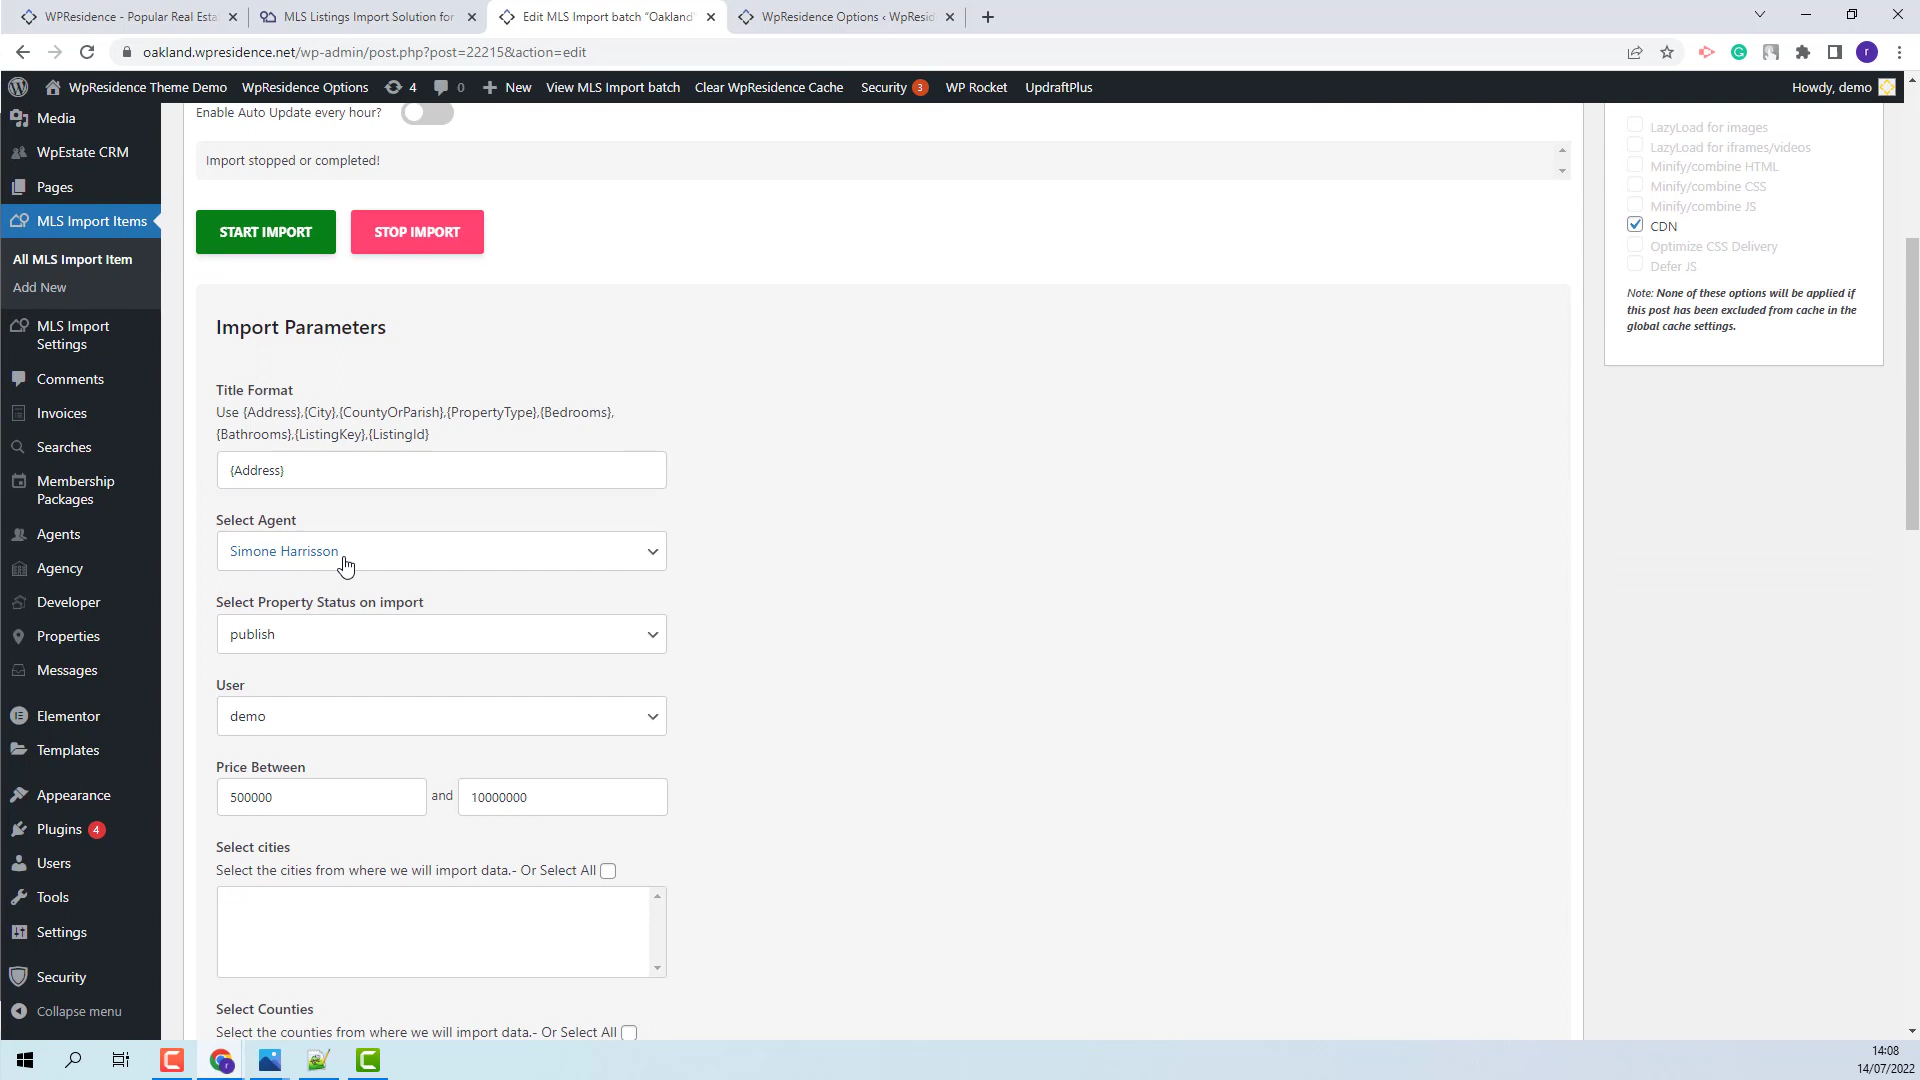 WPResidence - Popular Real Esta
MLS Listings Import Solution for
Edit MLS Import batch "Oakland"
WpResidence Options ‹ WpResid
oakland.wpresidence.net/wp-admin/post.php?post=22215&action=edit
WpResidence Theme Demo
WpResidence Options
4
0
New
View MLS Import batch
Clear WpResidence Cache
Security 3
WP Rocket
UpdraftPlus
Howdy, demo
Media
WpEstate CRM
Pages
MLS Import Items
All MLS Import Item
Add New
MLS Import
Settings
Comments
Invoices
Searches
Membership
Packages
Agents
Agency
Developer
Properties
Messages
Elementor
Templates
Appearance
Plugins 4
Users
Tools
Settings
Security
Collapse menu
Enable Auto Update every hour?
Import stopped or completed!
START IMPORT
STOP IMPORT
Import Parameters
Title Format
Use {Address},{City},{CountyOrParish},{PropertyType},{Bedrooms},
{Bathrooms},{ListingKey},{ListingId}
{Address}
Select Agent
Simone Harrisson
Select Property Status on import
publish
User
demo
Price Between
500000 and 10000000
Select cities
Select the cities from where we will import data.- Or Select All
Select Counties
Select the counties from where we will import data.- Or Select All
LazyLoad for images
LazyLoad for iframes/videos
Minify/combine HTML
Minify/combine CSS
Minify/combine JS
CDN
Optimize CSS Delivery
Defer JS
Note: None of these options will be applied if
this post has been excluded from cache in the
global cache settings.
14:08
14/07/2022